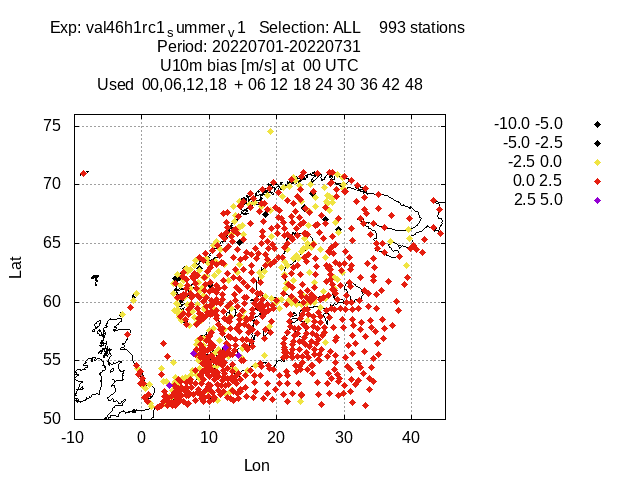 Exp: val46h1rc1summerv1 Selection: ALL 993 stations
Period: 20220701-20220731
U10m bias [m/s] at 00 UTC
Used 00,06,12,18 + 06 12 18 24 30 36 42 48
-10.0 -5.0
-5.0 -2.5
-2.5 0.0
0.0 2.5
2.5 5.0
75
70
65
60
55
50
Lat
-10 0 10 20 30 40
Lon